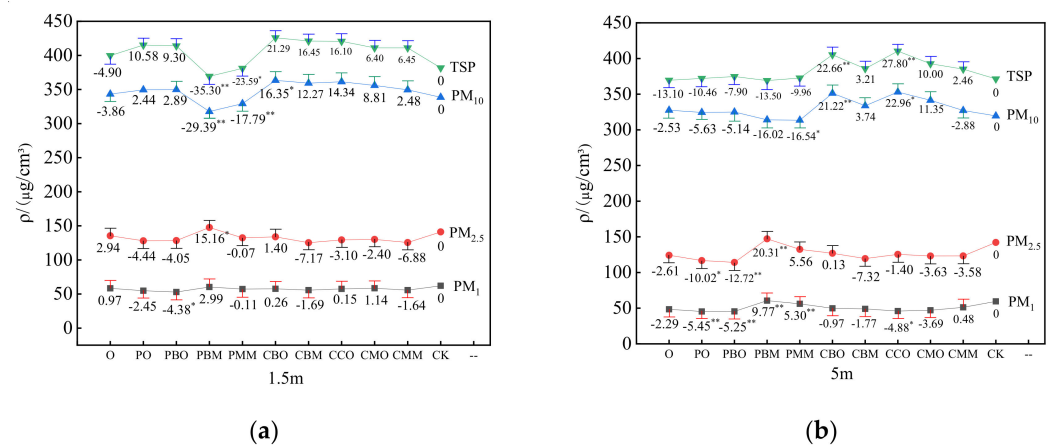 450
400
350
300
250
200
150
100
50
0
ρ/（μg/cm³）
-4.90 10.58 9.30 -35.30** -23.59* 21.29 16.45 16.10 6.40 6.45 0 TSP
-3.86 2.44 2.89 -29.39** -17.79** 16.35* 12.27 14.34 8.81 2.48 0 PM10
2.94 -4.44 -4.05 15.16* -0.07 1.40 -7.17 -3.10 -2.40 -6.88 0 PM2.5
0.97 -2.45 -4.38* 2.99 -0.11 0.26 -1.69 0.15 1.14 -1.64 0 PM1
O PO PBO PBM PMM CBO CBM CCO CMO CMM CK --
1.5m
(a)
450
400
350
300
250
200
150
100
50
0
ρ/（μg/cm³）
-13.10 -10.46 -7.90 -13.50 -9.96 22.66** 3.21 27.80** 10.00 2.46 0 TSP
-2.53 -5.63 -5.14 -16.02 -16.54* 21.22** 3.74 22.96* 11.35 -2.88 0 PM10
-2.61 -10.02* -12.72** 20.31** 5.56 0.13 -7.32 -1.40 -3.63 -3.58 0 PM2.5
-2.29 -5.45** -5.25** 9.77** 5.30** -0.97 -1.77 -4.88* -3.69 0.48 0 PM1
O PO PBO PBM PMM CBO CBM CCO CMO CMM CK --
5m
(b)